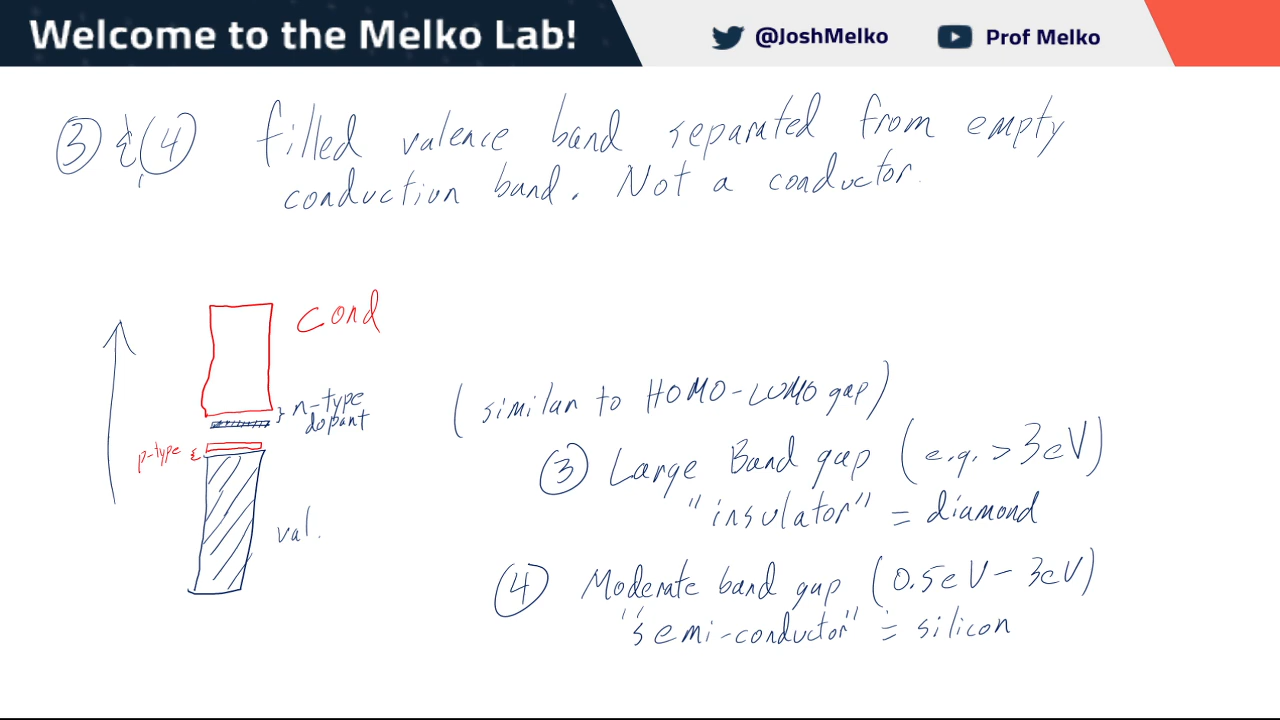 Welcome to the Melko Lab!
@JoshMelko
Prof Melko
③ & ④ filled valence band separated from empty
conduction band. Not a conductor.
cond
n-type
dopant
p-type
val.
(similar to HOMO-LUMO gap)
③ Large Band gap (e.g. > 3eV)
"insulator" = diamond
④ Moderate band gap (0.5eV - 3eV)
"semi-conductor" = silicon